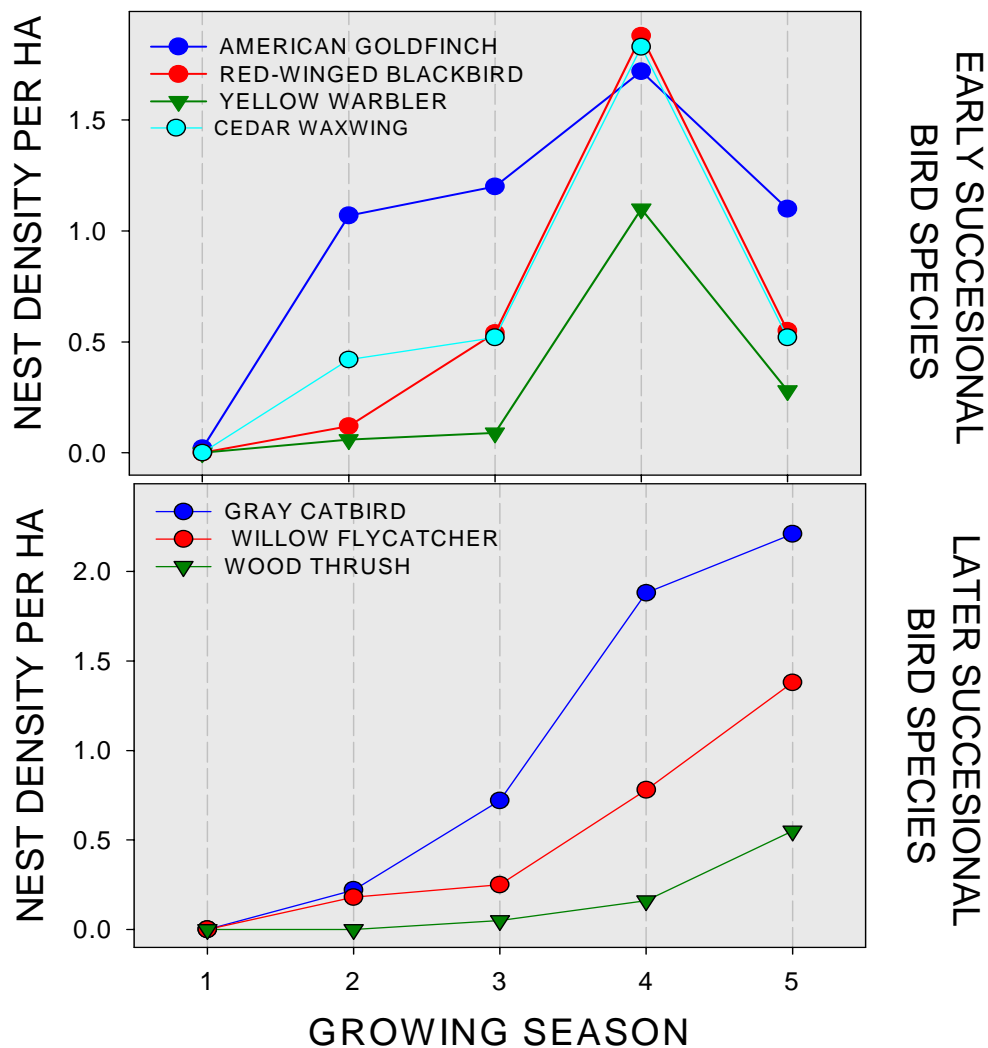 NEST DENSITY PER HA
AMERICAN GOLDFINCH
RED-WINGED BLACKBIRD
YELLOW WARBLER
CEDAR WAXWING
1.5
1.0
0.5
0.0
EARLY SUCCESIONAL
BIRD SPECIES
NEST DENSITY PER HA
GRAY CATBIRD
WILLOW FLYCATCHER
WOOD THRUSH
2.0
1.5
1.0
0.5
0.0
LATER SUCCESIONAL
BIRD SPECIES
1 2 3 4 5
GROWING SEASON